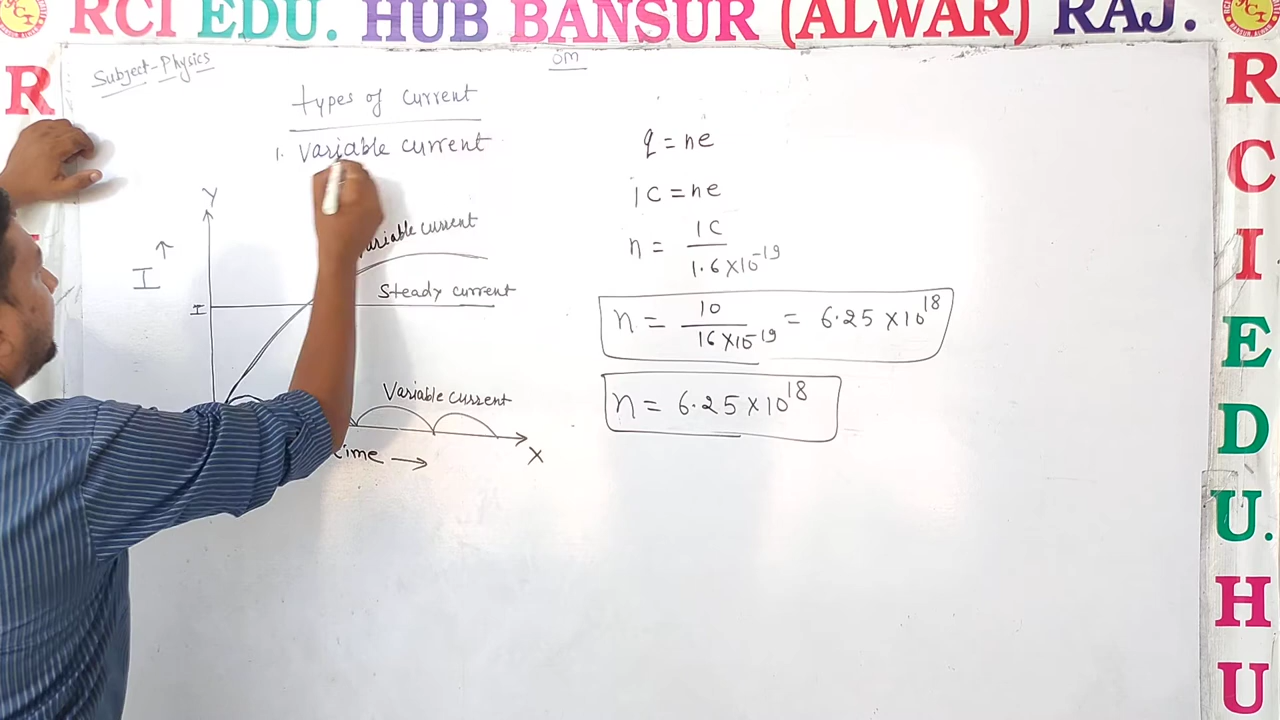 RCI EDU. HUB BANSUR (ALWAR) RAJ.
om
Subject-Physics
Types of current
1. Variable current
Y
I
Variable current
I
Steady current
Variable current
time
X
q = ne
1C = ne
n = 1C / 1.6×10⁻¹⁹
n = 10 / 16×10⁻¹⁹ = 6.25 × 10¹⁸
n = 6.25 × 10¹⁸
R
R
C
I
E
D
U.
H
U